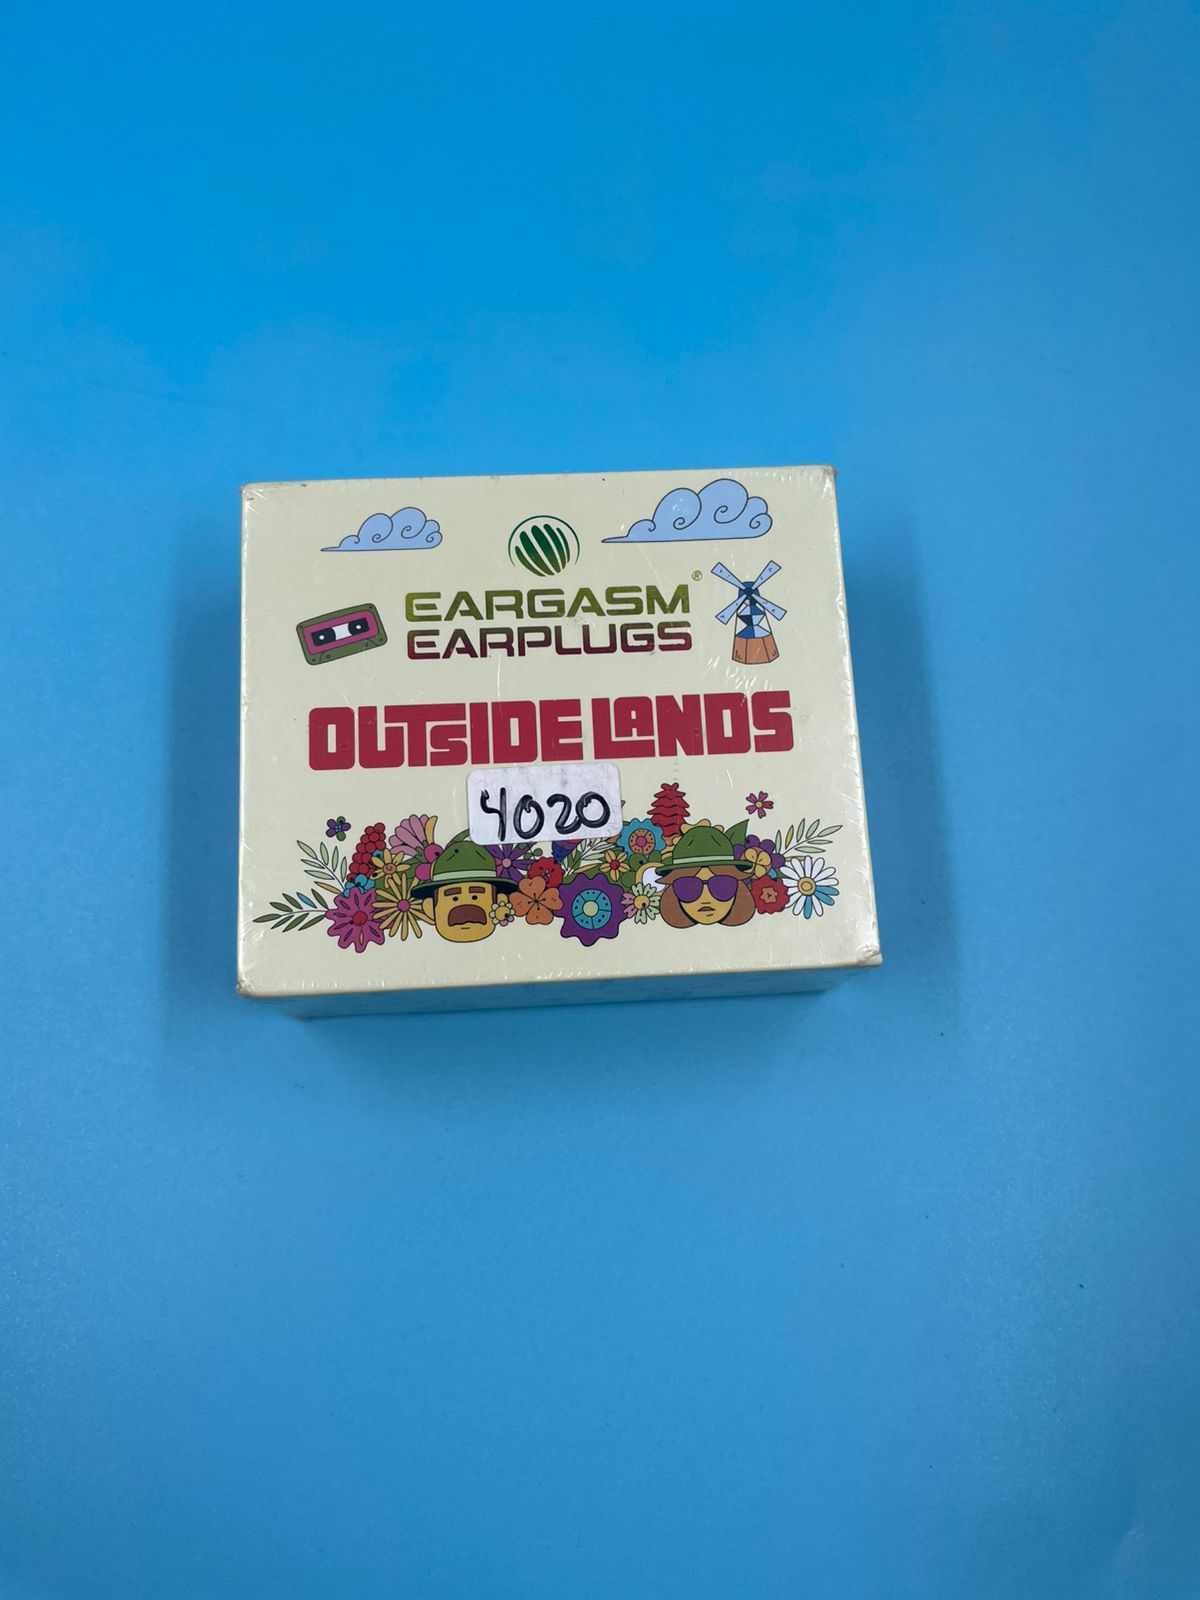 EARGASM®
EARPLUGS
OUTSIDE LANDS
4020